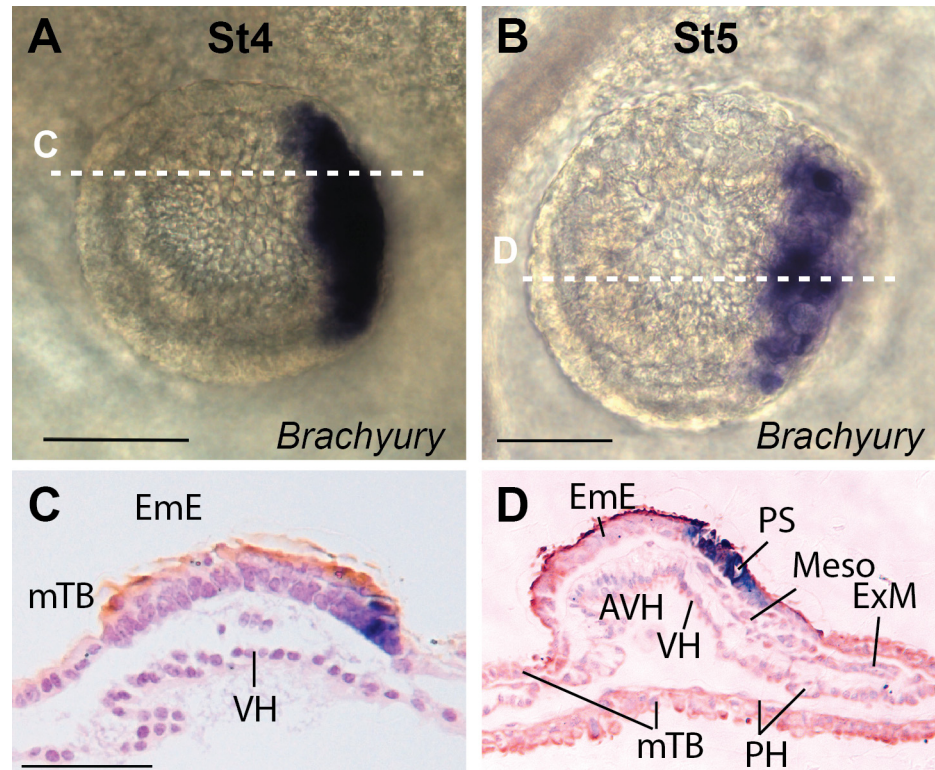 A St4
C
Brachyury
B St5
D
Brachyury
C
EmE
mTB
VH
D
EmE
PS
Meso
ExM
AVH
VH
mTB
PH